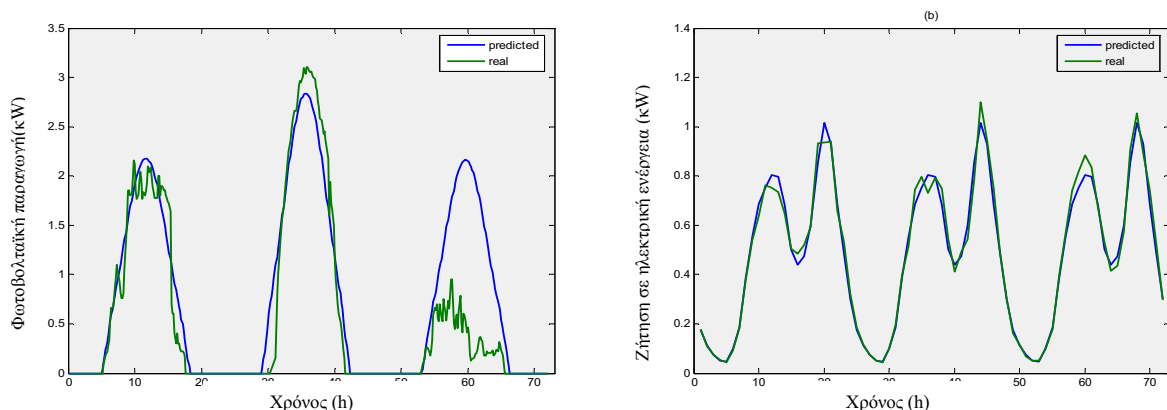 Φωτοβολταϊκή παραγωγή(κW)
3.5
3
2.5
2
1.5
1
0.5
0
predicted
real
0 10 20 30 40 50 60 70
Χρόνος (h)
(b)
Ζήτηση σε ηλεκτρική ενέργεια (κW)
1.4
1.2
1
0.8
0.6
0.4
0.2
0
predicted
real
0 10 20 30 40 50 60 70
Χρόνος (h)